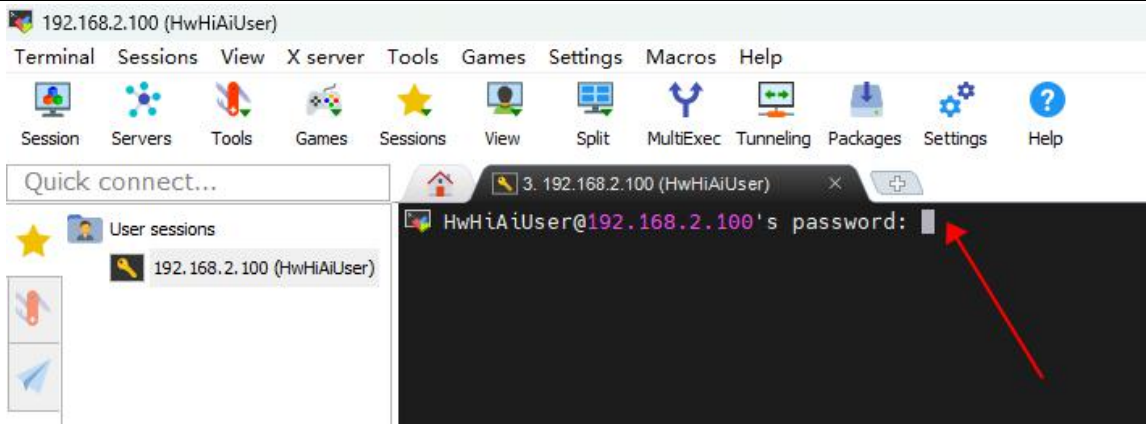 192.168.2.100 (HwHiAiUser)
Terminal Sessions View X server Tools Games Settings Macros Help
Session Servers Tools Games Sessions View Split MultiExec Tunneling Packages Settings Help
Quick connect...
3. 192.168.2.100 (HwHiAiUser)
User sessions
192.168.2.100 (HwHiAiUser)
HwHiAiUser@192.168.2.100's password: